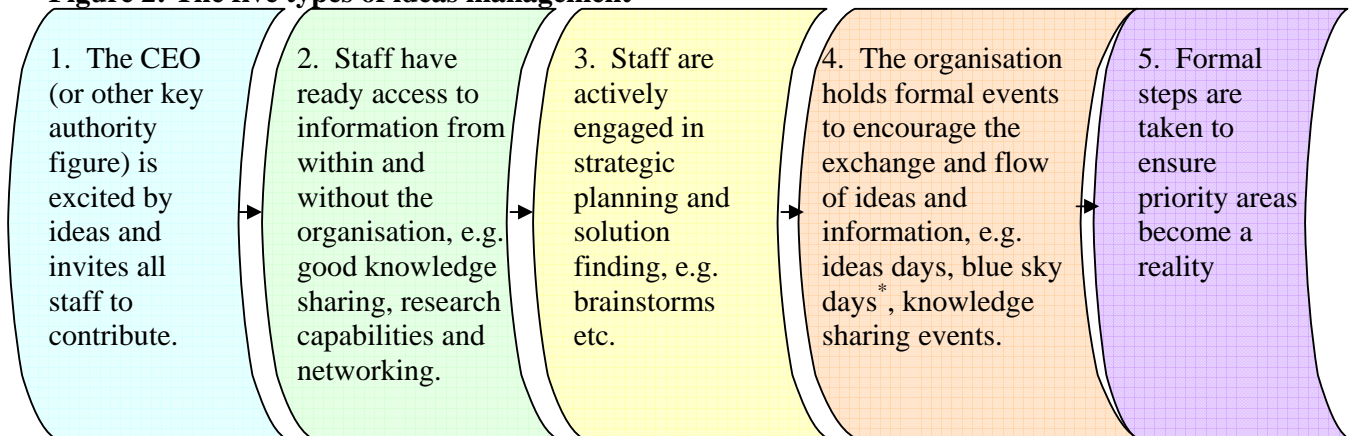 Figure 2. The five types of ideas management
1. The CEO
(or other key
authority
figure) is
excited by
ideas and
invites all
staff to
contribute.
2. Staff have
ready access to
information from
within and
without the
organisation, e.g.
good knowledge
sharing, research
capabilities and
networking.
3. Staff are
actively
engaged in
strategic
planning and
solution
finding, e.g.
brainstorms
etc.
4. The organisation
holds formal events
to encourage the
exchange and flow
of ideas and
information, e.g.
ideas days, blue sky
days*, knowledge
sharing events.
5. Formal
steps are
taken to
ensure
priority areas
become a
reality